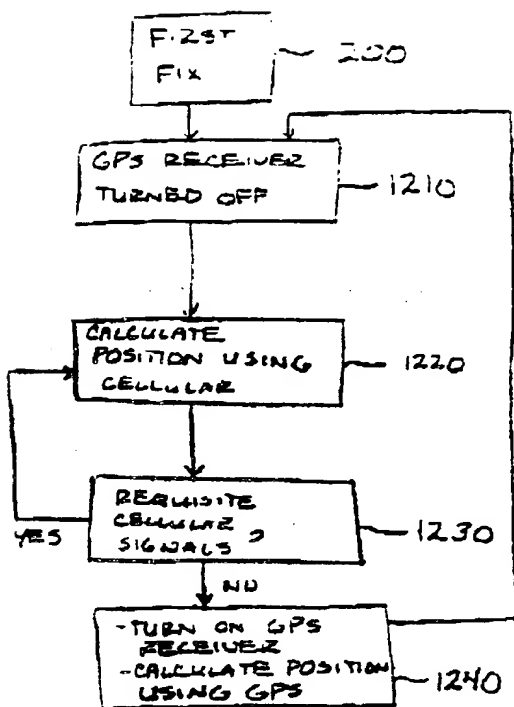 FIRST
FIX
200
GPS RECEIVER
TURNED OFF
1210
CALCULATE
POSITION USING
CELLULAR
1220
REQUISITE
CELLULAR
SIGNALS ?
1230
YES
NO
-TURN ON GPS
RECEIVER
-CALCULATE POSITION
USING GPS
1240